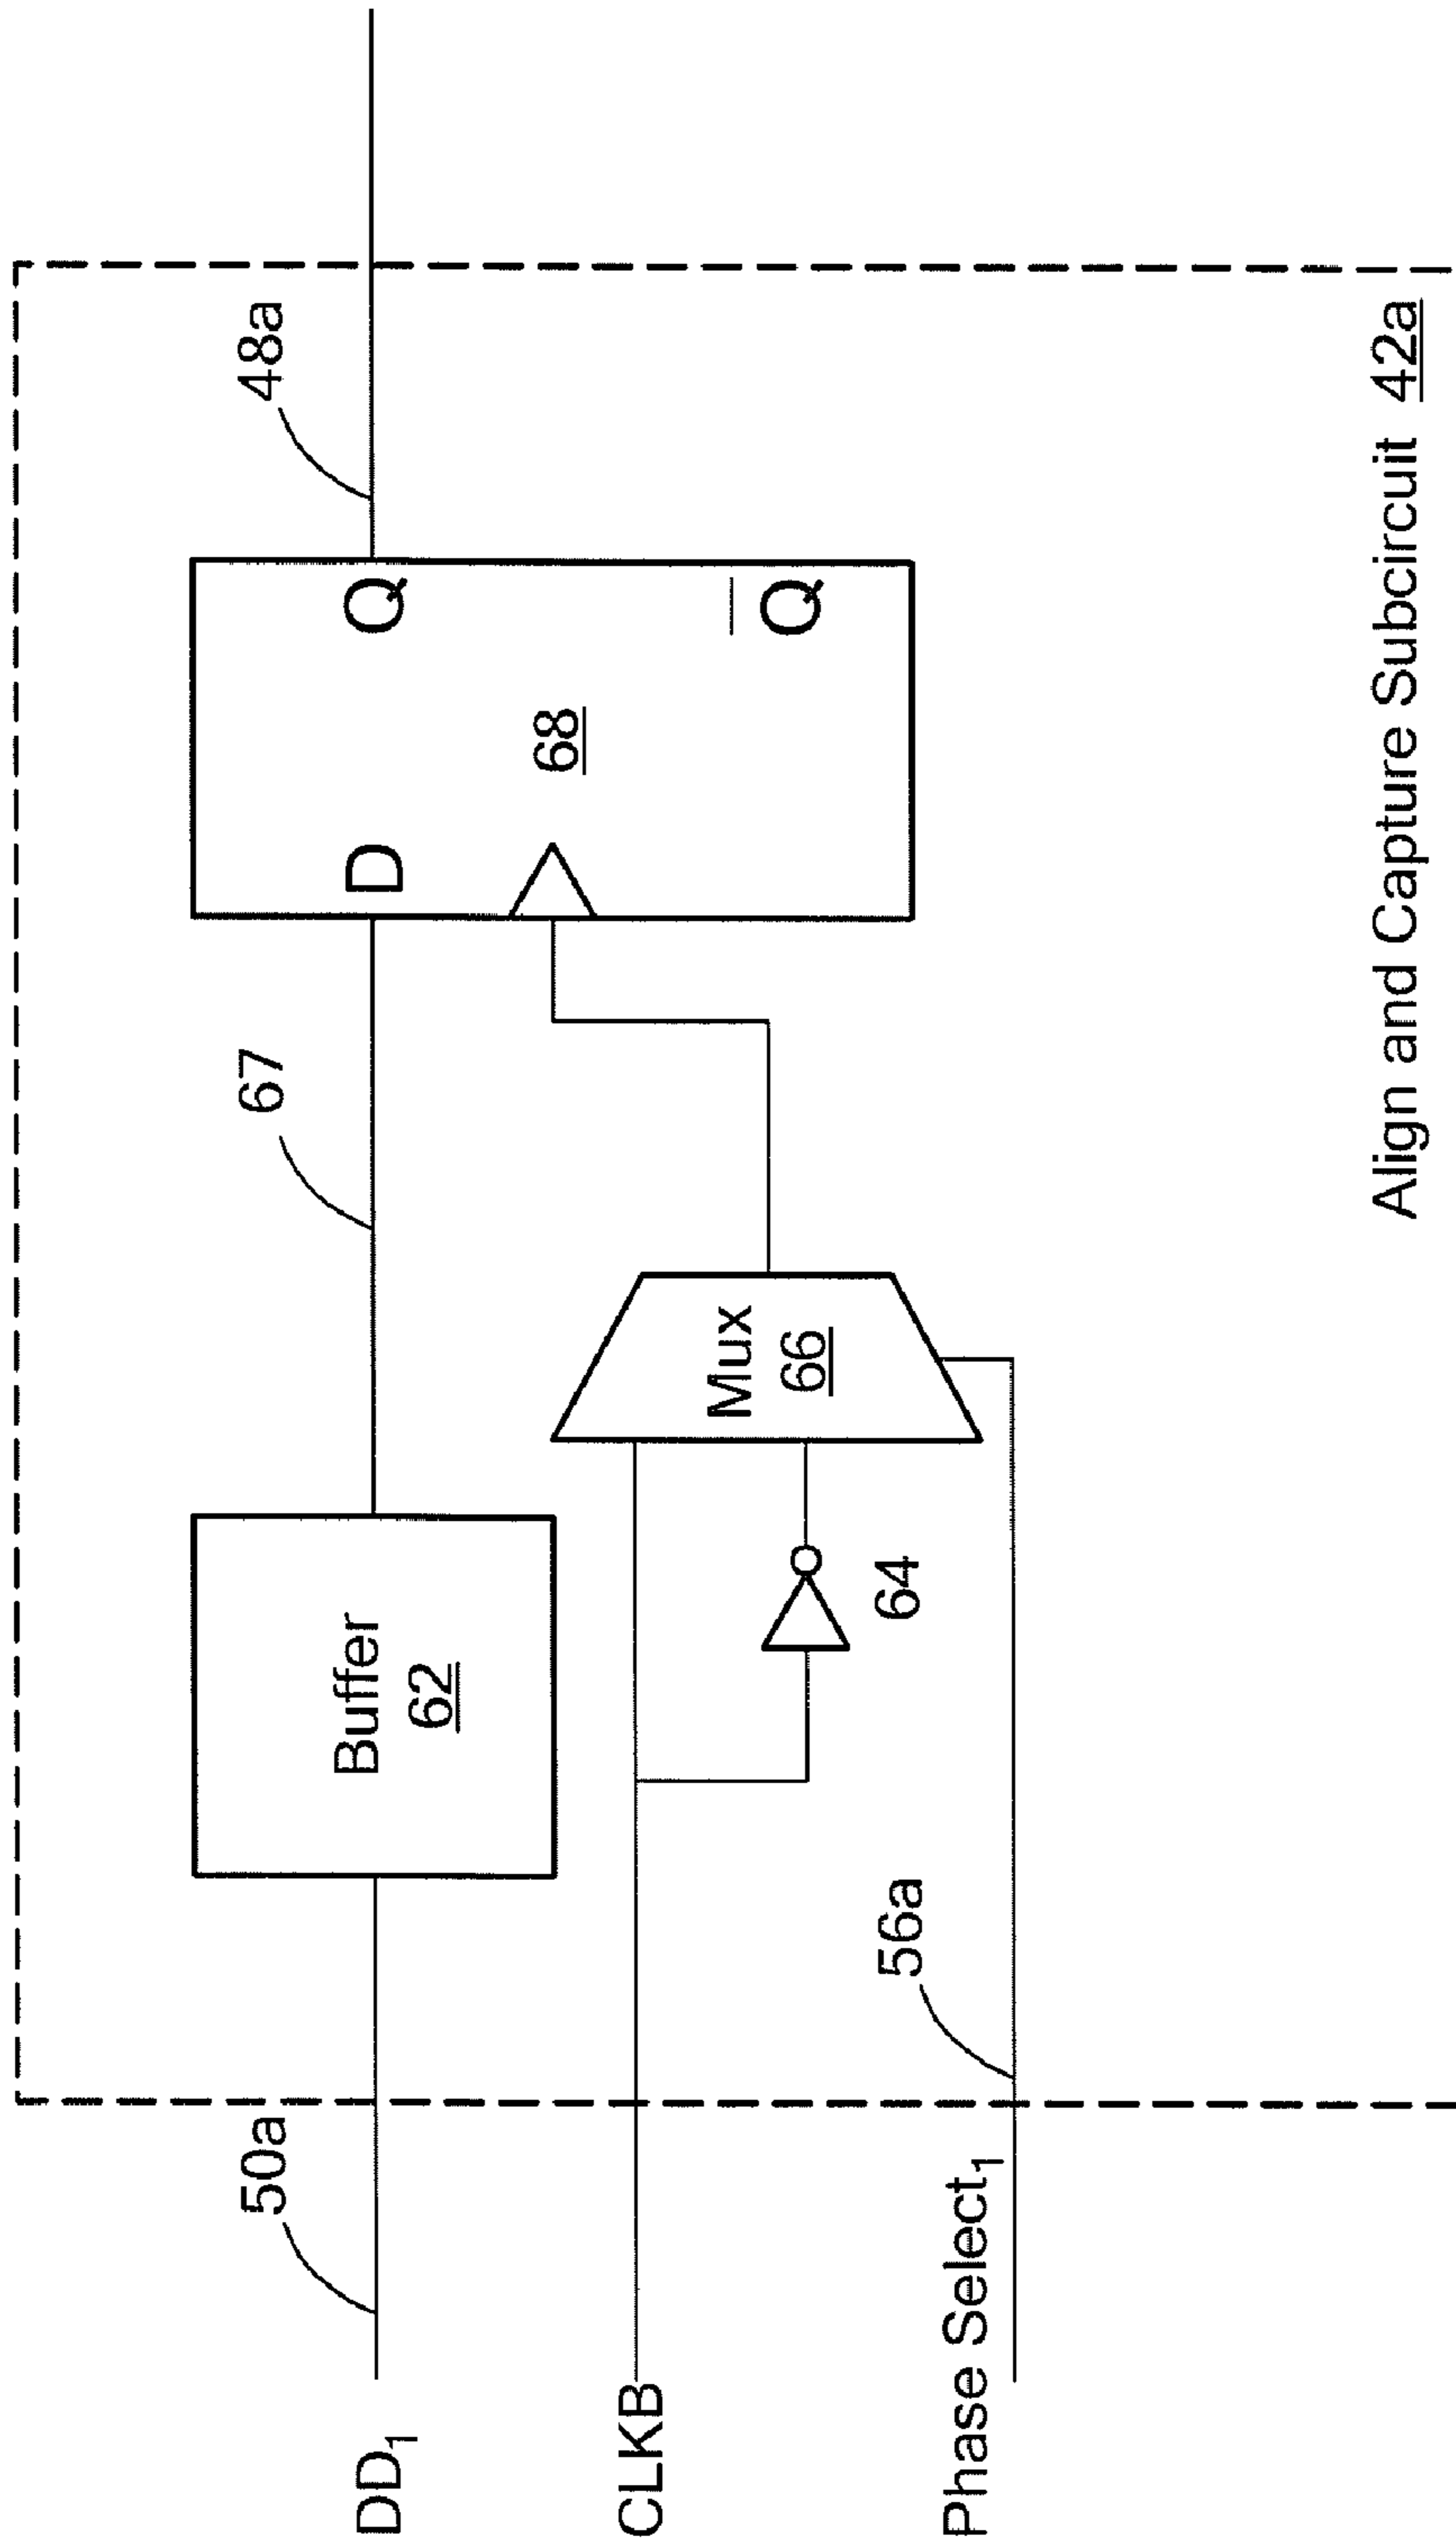 50a
DD1
Buffer
62
67
D
Q
48a
68
Q
CLKB
64
Mux
66
56a
Phase Select1
Align and Capture Subcircuit 42a